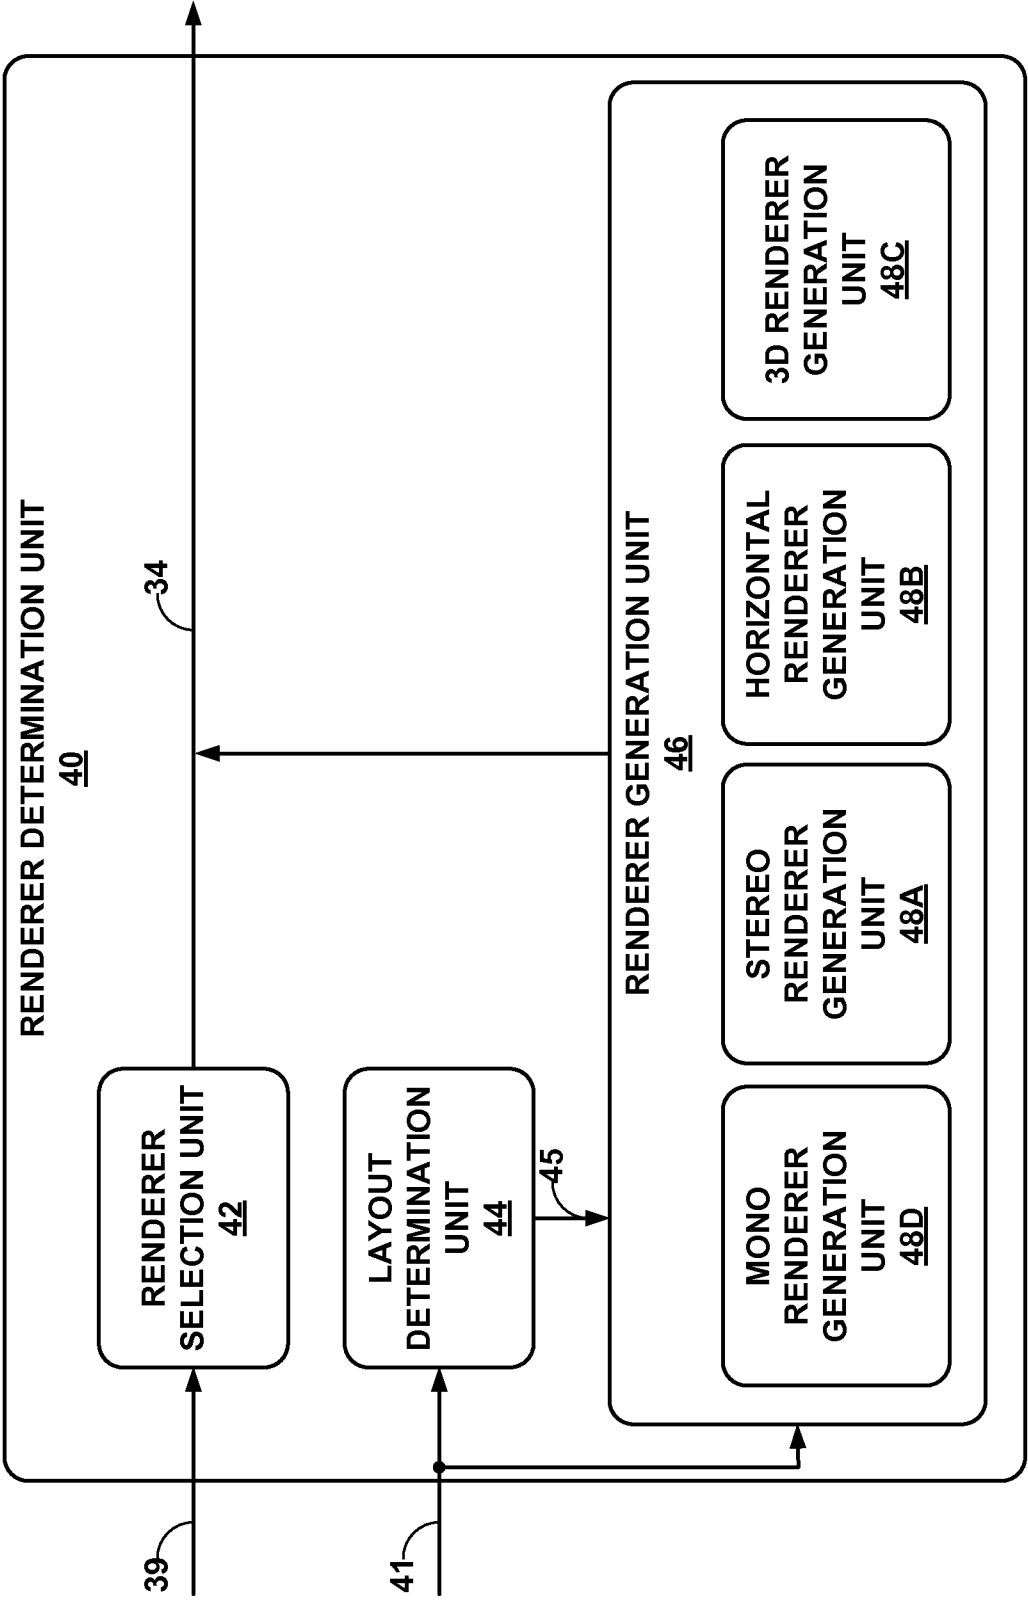 RENDERER DETERMINATION UNIT
40
34
39
RENDERER
SELECTION UNIT
42
41
LAYOUT
DETERMINATION
UNIT
44
45
RENDERER GENERATION UNIT
46
MONO
RENDERER
GENERATION
UNIT
48D
STEREO
RENDERER
GENERATION
UNIT
48A
HORIZONTAL
RENDERER
GENERATION
UNIT
48B
3D RENDERER
GENERATION
UNIT
48C